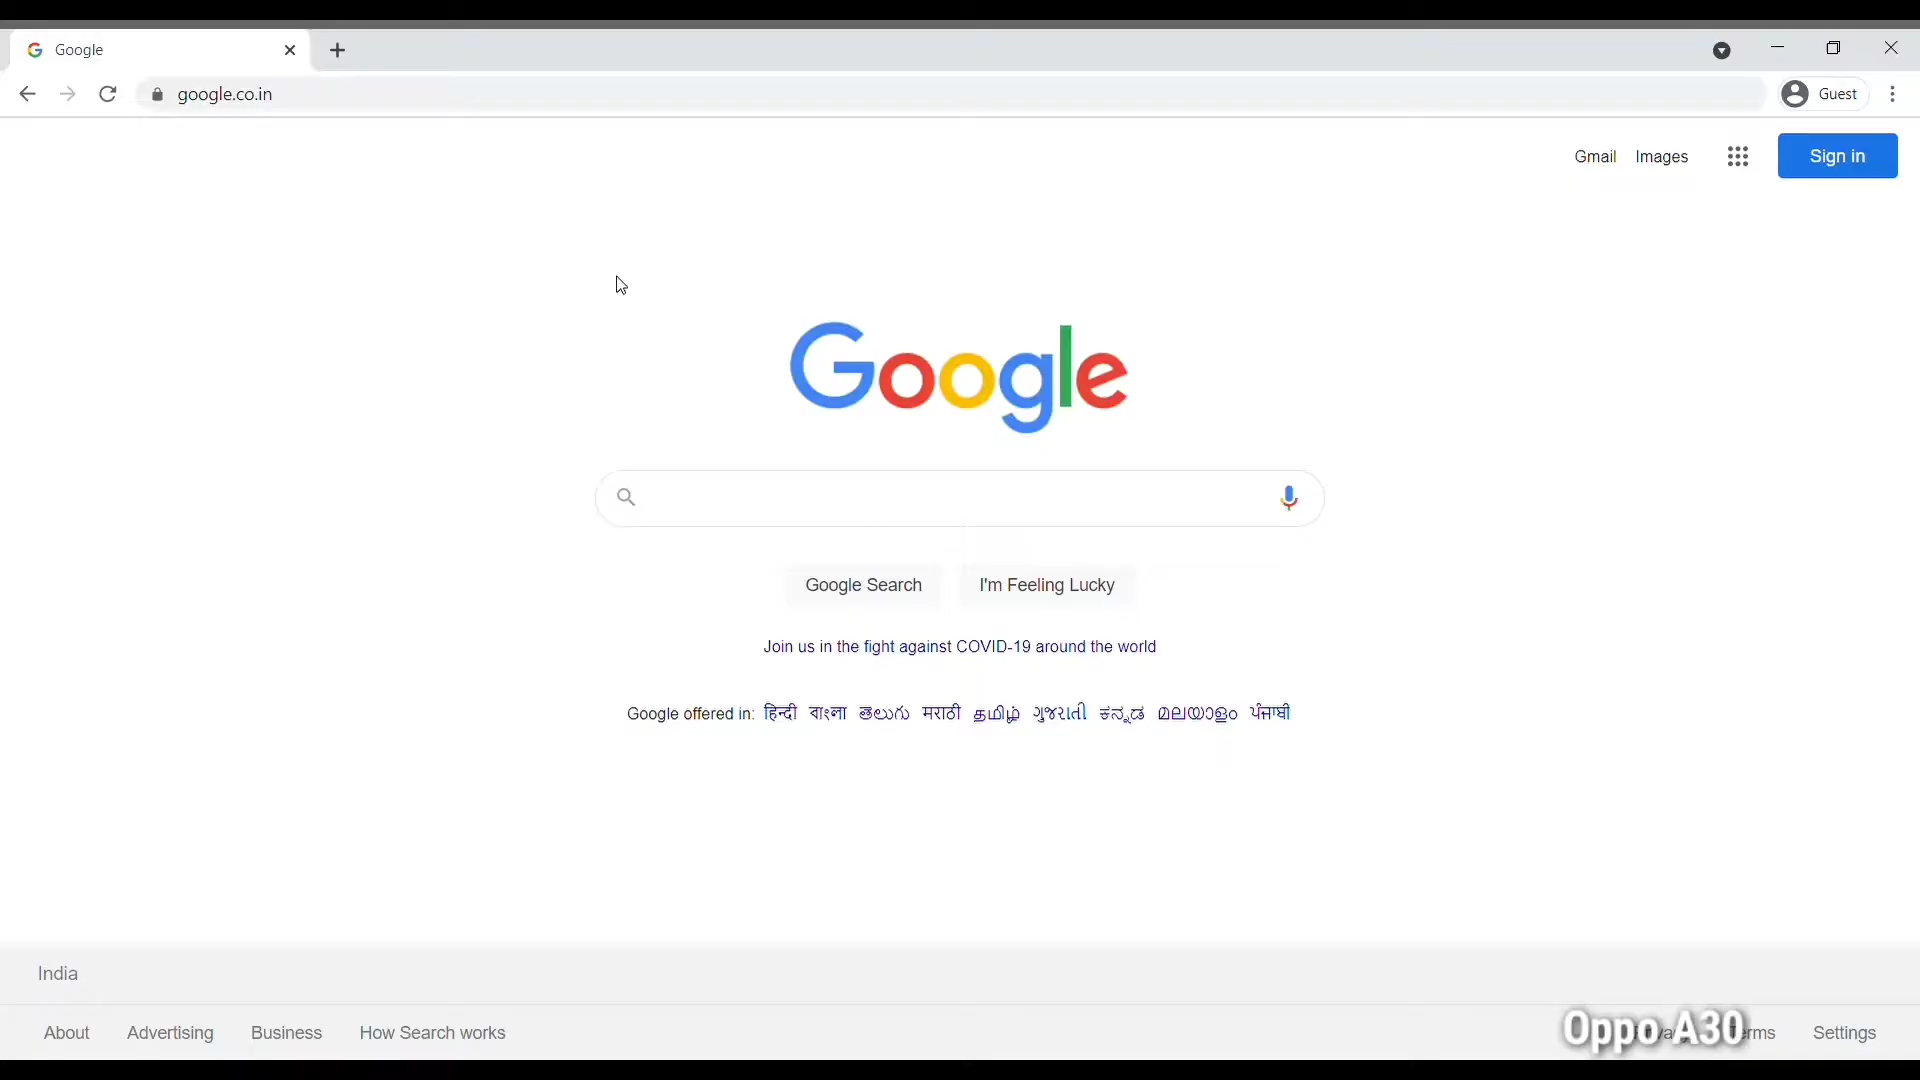 Google
google.co.in
Guest
Gmail Images
Sign in
Google
Google Search I'm Feeling Lucky
Join us in the fight against COVID-19 around the world
Google offered in: हिन्दी বাংলা తెలుగు मराठी தமிழ் ગુજરાતી ಕನ್ನಡ മലയാളം ਪੰਜਾਬੀ
India
About Advertising Business How Search works Settings
Oppo A30